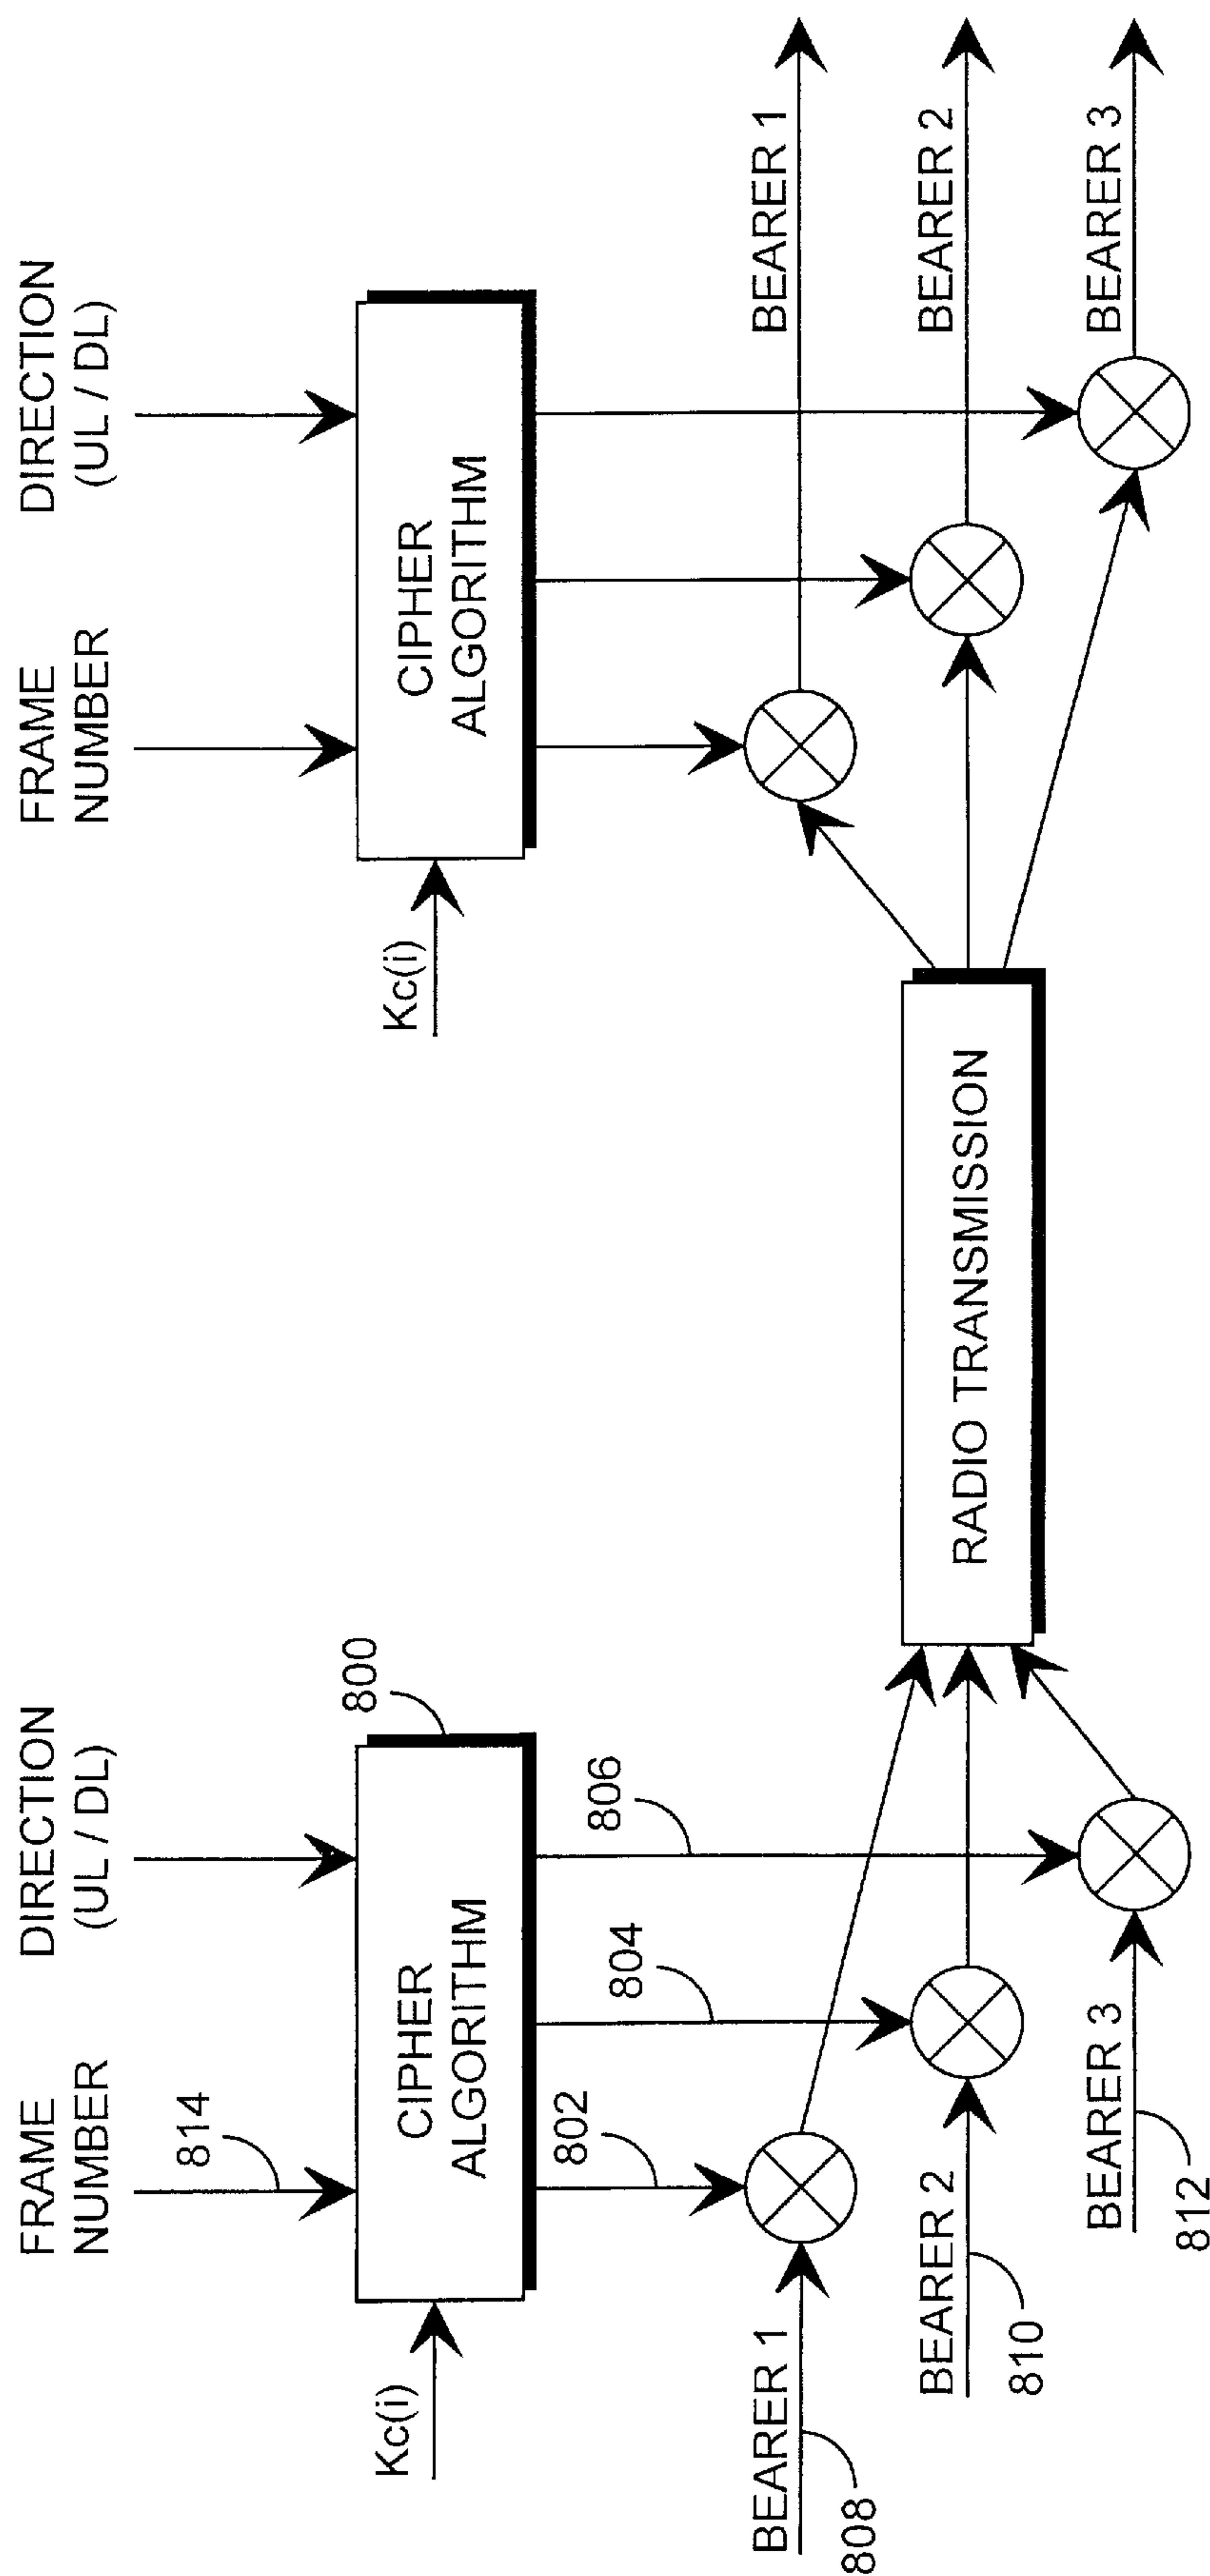 FRAME
NUMBER
DIRECTION
(UL / DL)
FRAME
NUMBER
DIRECTION
(UL / DL)
814
800
Kc(i)
CIPHER
ALGORITHM
Kc(i)
CIPHER
ALGORITHM
802
804
806
BEARER 1
808
BEARER 2
810
BEARER 3
812
RADIO TRANSMISSION
BEARER 1
BEARER 2
BEARER 3